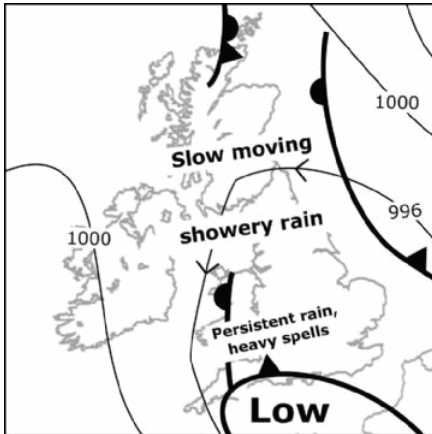 1000
Slow moving
996
showery rain
1000
Persistent rain,
heavy spells
Low